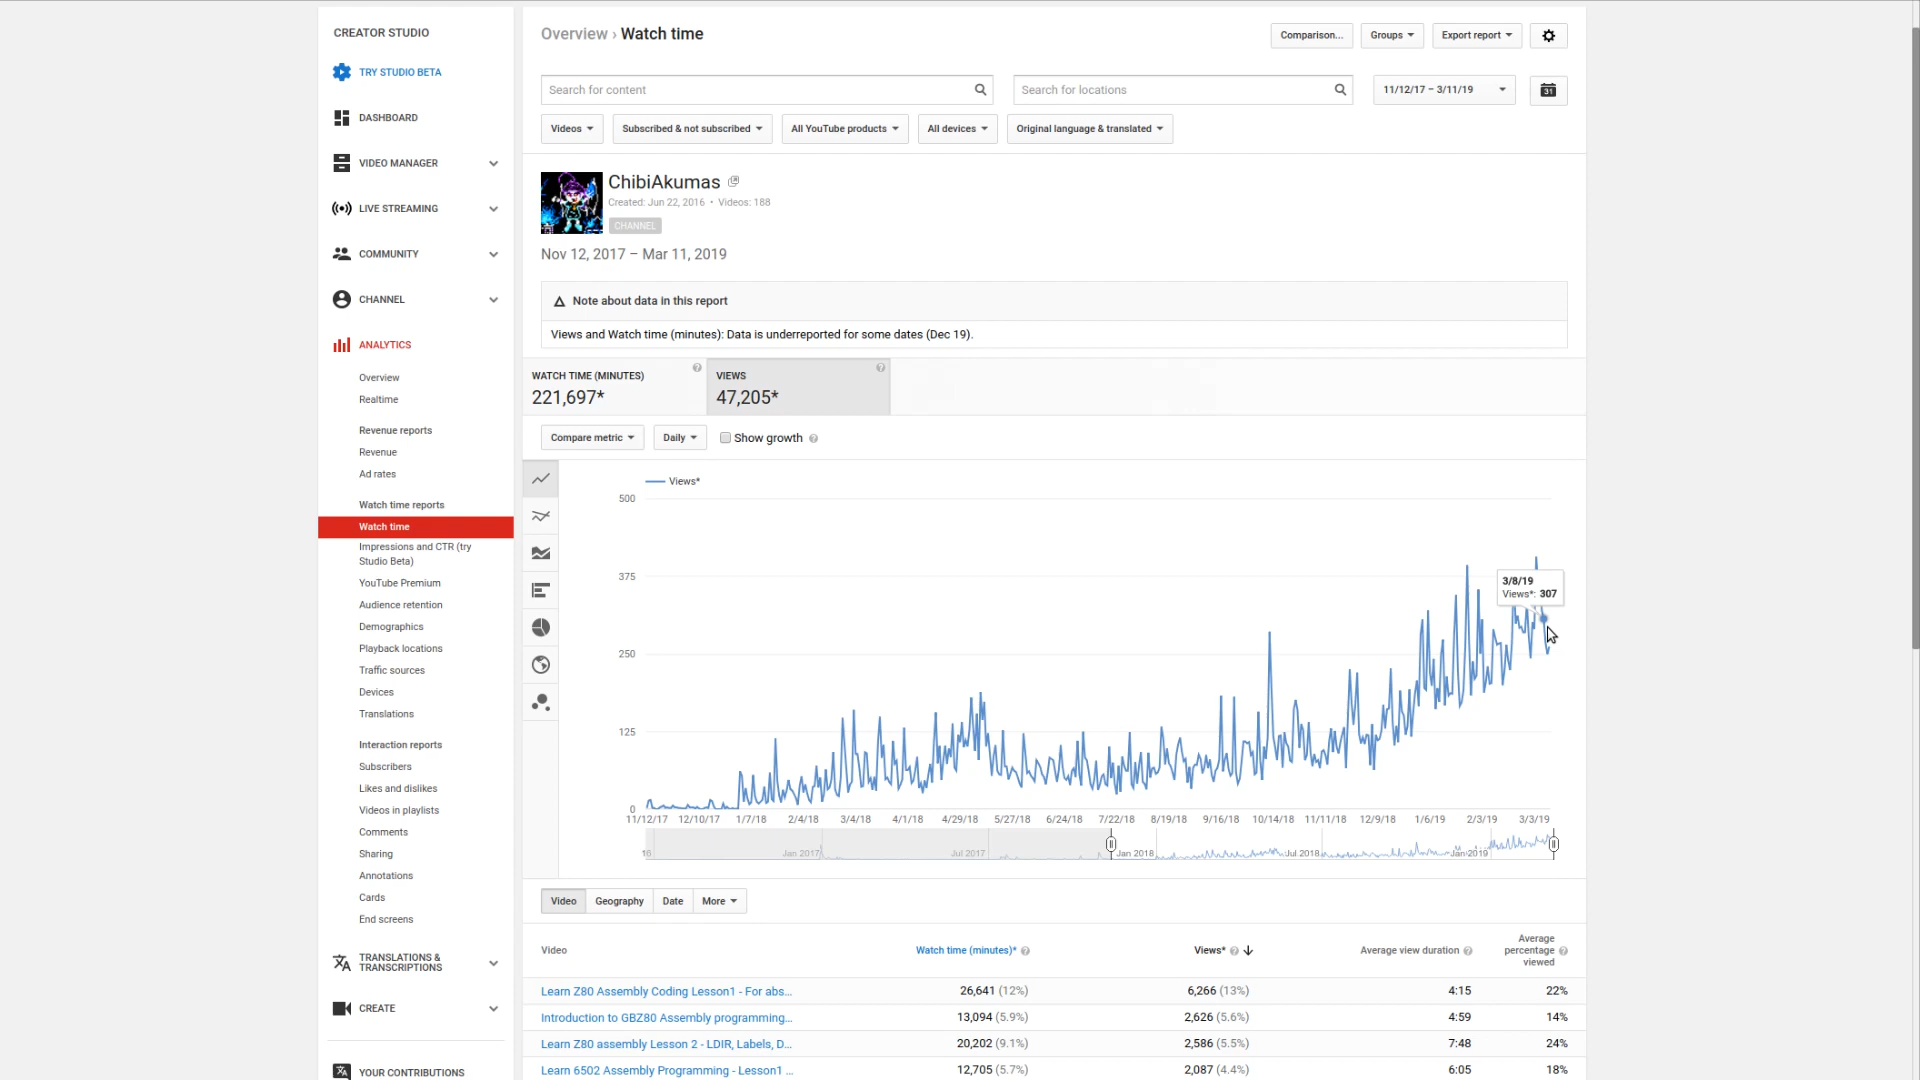 CREATOR STUDIO
TRY STUDIO BETA
DASHBOARD
VIDEO MANAGER
LIVE STREAMING
COMMUNITY
CHANNEL
ANALYTICS
Overview
Realtime
Revenue reports
Revenue
Ad rates
Watch time reports
Watch time
Impressions and CTR (try
Studio Beta)
YouTube Premium
Audience retention
Demographics
Playback locations
Traffic sources
Devices
Translations
Interaction reports
Subscribers
Likes and dislikes
Videos in playlists
Comments
Sharing
Annotations
Cards
End screens
TRANSLATIONS &
TRANSCRIPTIONS
CREATE
YOUR CONTRIBUTIONS
Overview › Watch time
Comparison... Groups Export report
Search for content Search for locations 11/12/17 – 3/11/19 31
Videos Subscribed & not subscribed All YouTube products All devices Original language & translated
ChibiAkumas
Created: Jun 22, 2016 • Videos: 188
CHANNEL
Nov 12, 2017 – Mar 11, 2019
Note about data in this report
Views and Watch time (minutes): Data is underreported for some dates (Dec 19).
WATCH TIME (MINUTES) ? VIEWS ?
221,697* 47,205*
Compare metric Daily Show growth ?
Views*
500
375
250
125
0
3/8/19
Views*: 307
11/12/17 12/10/17 1/7/18 2/4/18 3/4/18 4/1/18 4/29/18 5/27/18 6/24/18 7/22/18 8/19/18 9/16/18 10/14/18 11/11/18 12/9/18 1/6/19 2/3/19 3/3/19
16 Jan 2017 Jul 2017 Jan 2018 Jul 2018 Jan 2019
Video Geography Date More
Video Watch time (minutes)* ? Views* ? Average view duration ? Average percentage viewed ?
Learn Z80 Assembly Coding Lesson1 - For abs... 26,641 (12%) 6,266 (13%) 4:15 22%
Introduction to GBZ80 Assembly programming... 13,094 (5.9%) 2,626 (5.6%) 4:59 14%
Learn Z80 assembly Lesson 2 - LDIR, Labels, D... 20,202 (9.1%) 2,586 (5.5%) 7:48 24%
Learn 6502 Assembly Programming - Lesson1 ... 12,705 (5.7%) 2,087 (4.4%) 6:05 18%